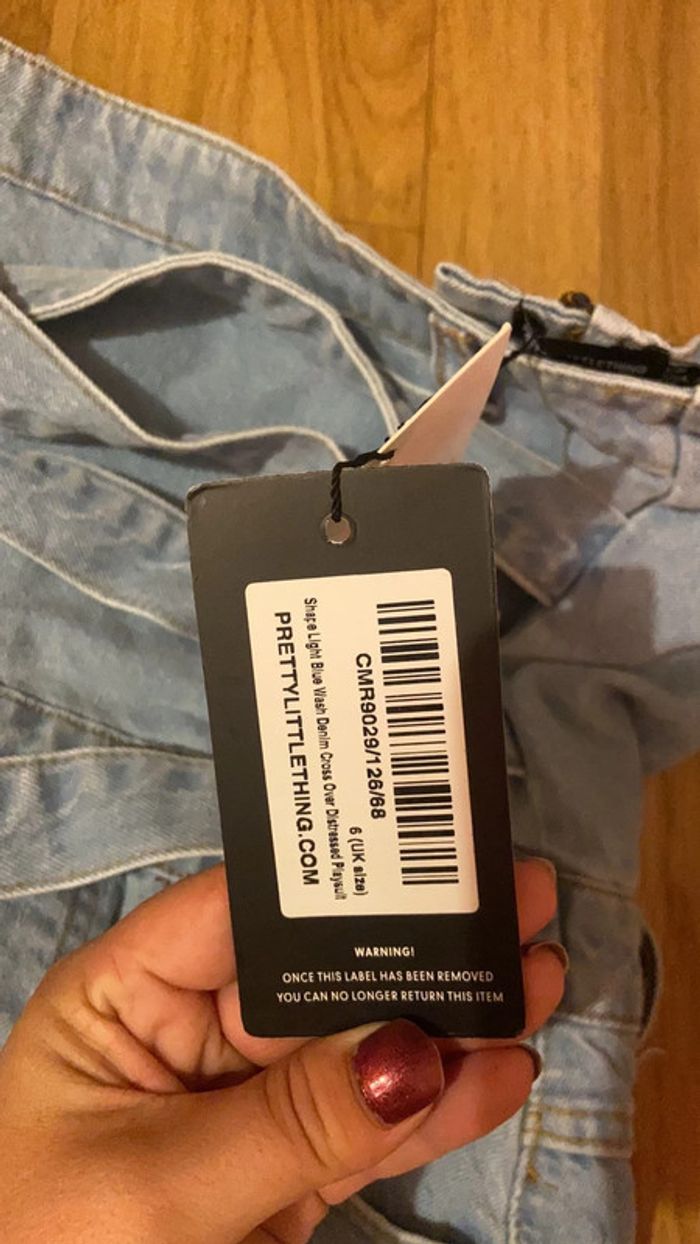 CMR9029/126/68
6 (UK size)
Shape Light Blue Wash Denim Cross Over Distressed Playsuit
PRETTYLITTLETHING.COM
WARNING!
ONCE THIS LABEL HAS BEEN REMOVED
YOU CAN NO LONGER RETURN THIS ITEM